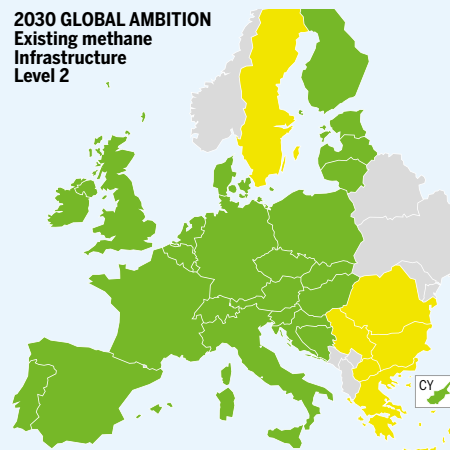 2030 GLOBAL AMBITION
Existing methane
Infrastructure
Level 2
CY